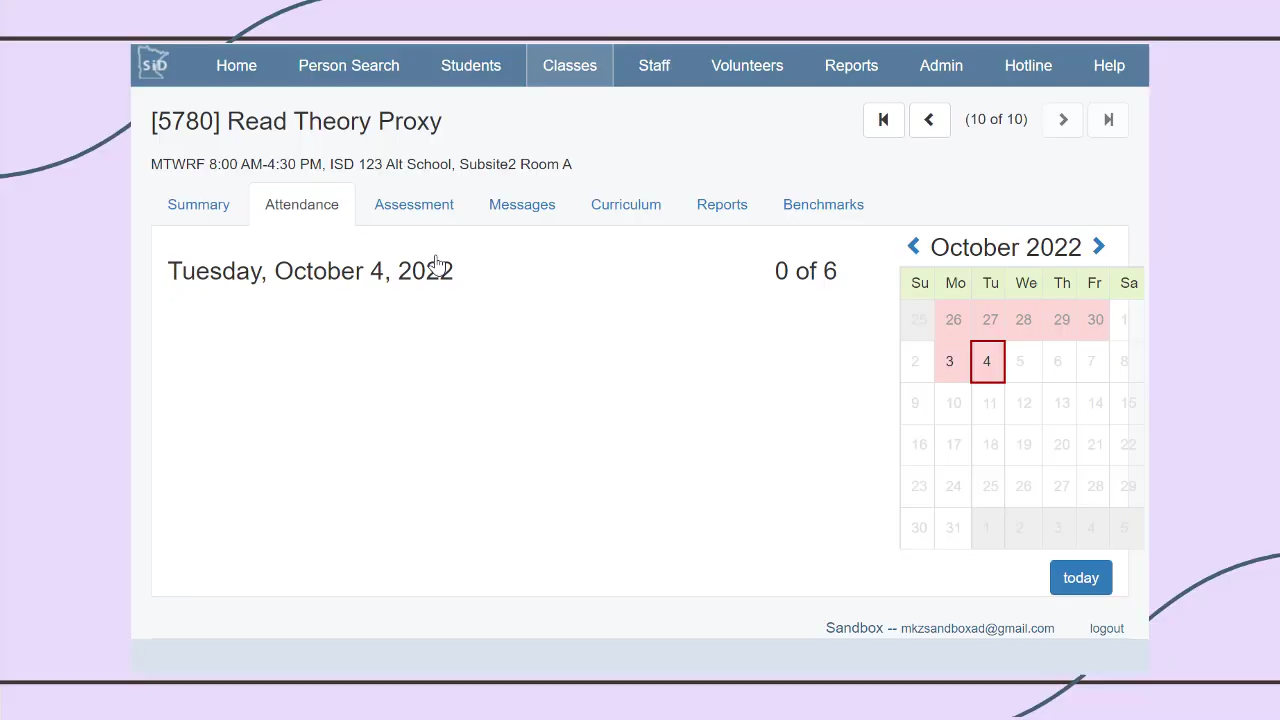 SiD Home Person Search Students Classes Staff Volunteers Reports Admin Hotline Help
[5780] Read Theory Proxy
(10 of 10)
MTWRF 8:00 AM-4:30 PM, ISD 123 Alt School, Subsite2 Room A
Summary Attendance Assessment Messages Curriculum Reports Benchmarks
Tuesday, October 4, 2022
0 of 6
October 2022
Su Mo Tu We Th Fr Sa
25 26 27 28 29 30 1
2 3 4 5 6 7 8
9 10 11 12 13 14 15
16 17 18 19 20 21 22
23 24 25 26 27 28 29
30 31 1 2 3 4 5
today
Sandbox -- mkzsandboxad@gmail.com logout